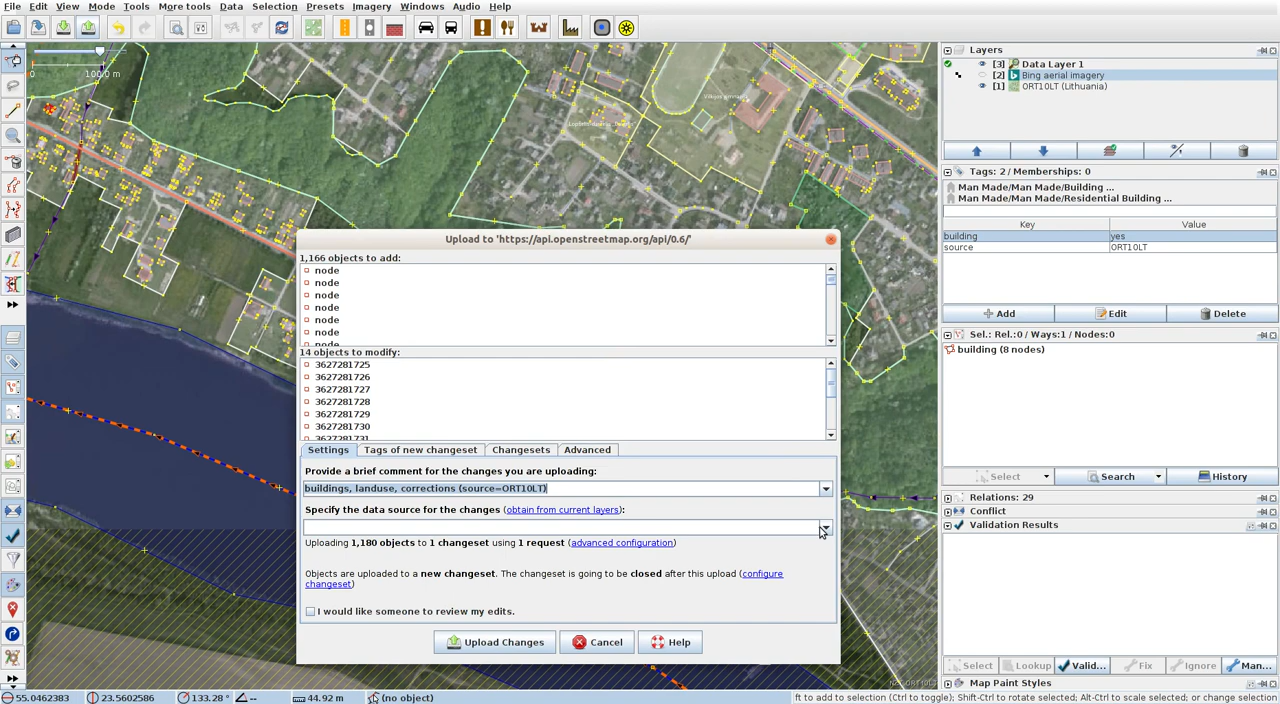 File Edit View Mode Tools More tools Data Selection Presets Imagery Windows Audio Help
0 100.0 m
Layers
[3] Data Layer 1
[2] Bing aerial imagery
[1] ORT10LT (Lithuania)
Tags: 2 / Memberships: 0
Man Made/Man Made/Building ...
Man Made/Residential Building ...
Key Value
building yes
source ORT10LT
Add Edit Delete
Sel.: Rel.:0 / Ways:1 / Nodes:0
building (8 nodes)
Select Search History
Relations: 29
Conflict
Validation Results
Select Lookup Valid... Fix Ignore Man...
Map Paint Styles
Upload to 'https://api.openstreetmap.org/api/0.6/'
1,166 objects to add:
node
node
node
node
node
node
node
14 objects to modify:
3627281725
3627281726
3627281727
3627281728
3627281729
3627281730
3627281731
Settings Tags of new changeset Changesets Advanced
Provide a brief comment for the changes you are uploading:
buildings, landuse, corrections (source=ORT10LT)
Specify the data source for the changes (obtain from current layers):
Uploading 1,180 objects to 1 changeset using 1 request (advanced configuration)
Objects are uploaded to a new changeset. The changeset is going to be closed after this upload (configure
changeset)
I would like someone to review my edits.
Upload Changes Cancel Help
55.0462383 23.5602586 133.28 ° -- 44.92 m (no object) ft to add to selection (Ctrl to toggle); Shift-Ctrl to rotate selected; Alt-Ctrl to scale selected; or change selection